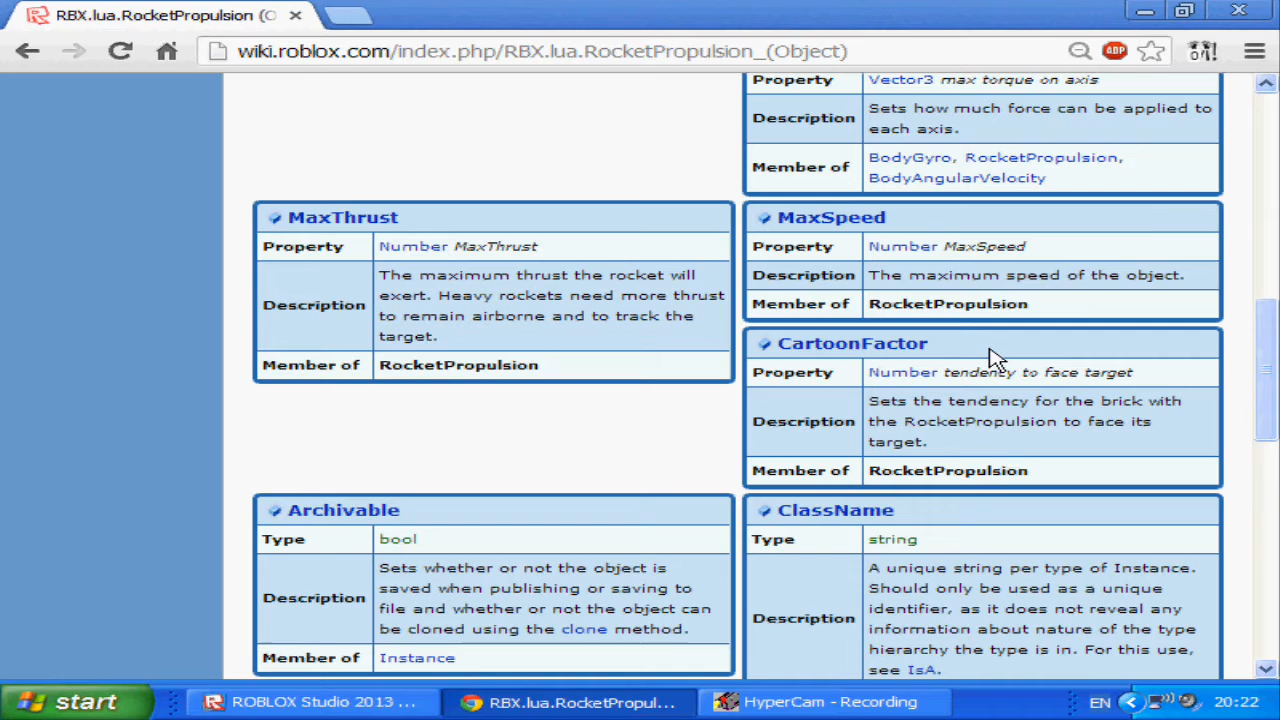 RBX.lua.RocketPropulsion (O
wiki.roblox.com/index.php/RBX.lua.RocketPropulsion_(Object)
ABP
Property Vector3 max torque on axis
Description Sets how much force can be applied to
each axis.
Member of BodyGyro, RocketPropulsion,
BodyAngularVelocity
MaxThrust
Property Number MaxThrust
Description The maximum thrust the rocket will
exert. Heavy rockets need more thrust
to remain airborne and to track the
target.
Member of RocketPropulsion
MaxSpeed
Property Number MaxSpeed
Description The maximum speed of the object.
Member of RocketPropulsion
CartoonFactor
Property Number tendency to face target
Description Sets the tendency for the brick with
the RocketPropulsion to face its
target.
Member of RocketPropulsion
Archivable
Type bool
Description Sets whether or not the object is
saved when publishing or saving to
file and whether or not the object can
be cloned using the clone method.
Member of Instance
ClassName
Type string
Description A unique string per type of Instance.
Should only be used as a unique
identifier, as it does not reveal any
information about nature of the type
hierarchy the type is in. For this use,
see IsA.
start
ROBLOX Studio 2013 ...
RBX.lua.RocketPropul...
HyperCam - Recording
EN
20:22